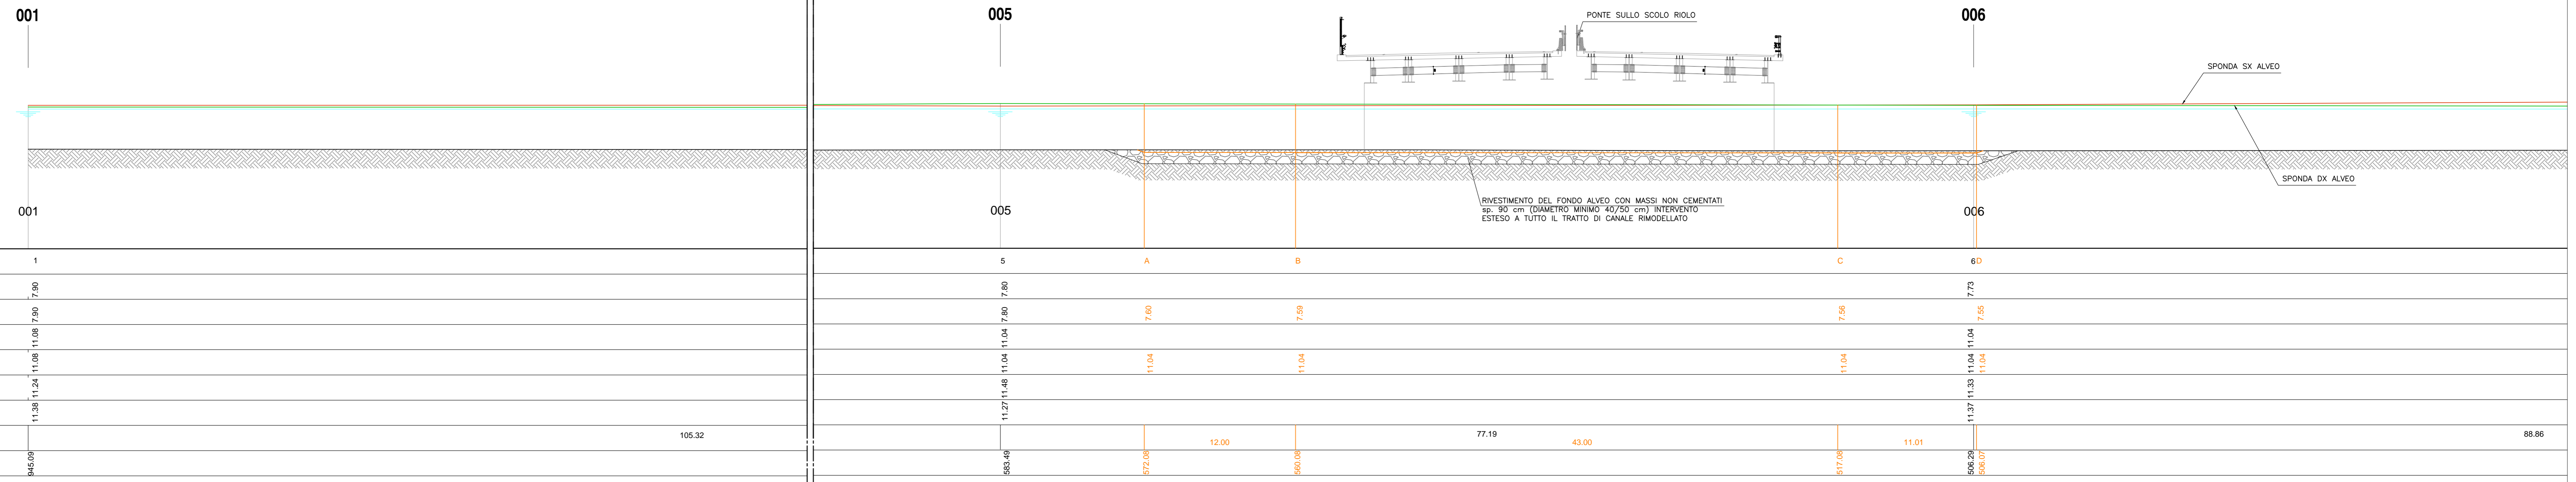 001
005
006
PONTE SULLO SCOLO RIOLO
SPONDA SX ALVEO
SPONDA DX ALVEO
RIVESTIMENTO DEL FONDO ALVEO CON MASSI NON CEMENTATI
sp. 90 cm (DIAMETRO MINIMO 40/50 cm) INTERVENTO
ESTESO A TUTTO IL TRATTO DI CANALE RIMODELLATO
001
005
006
1 5 A B C 6 D
7.90 7.80 7.73
7.90 7.80 7.60 7.59 7.56 7.55
11.08 11.04 11.04
11.08 11.04 11.04 11.04 11.04 11.04 11.04
11.24 11.48 11.33
11.38 11.27 11.37
105.32 77.19 88.86
12.00 43.00 11.01
945.09 583.49 572.08 560.08 517.08 506.29 506.07